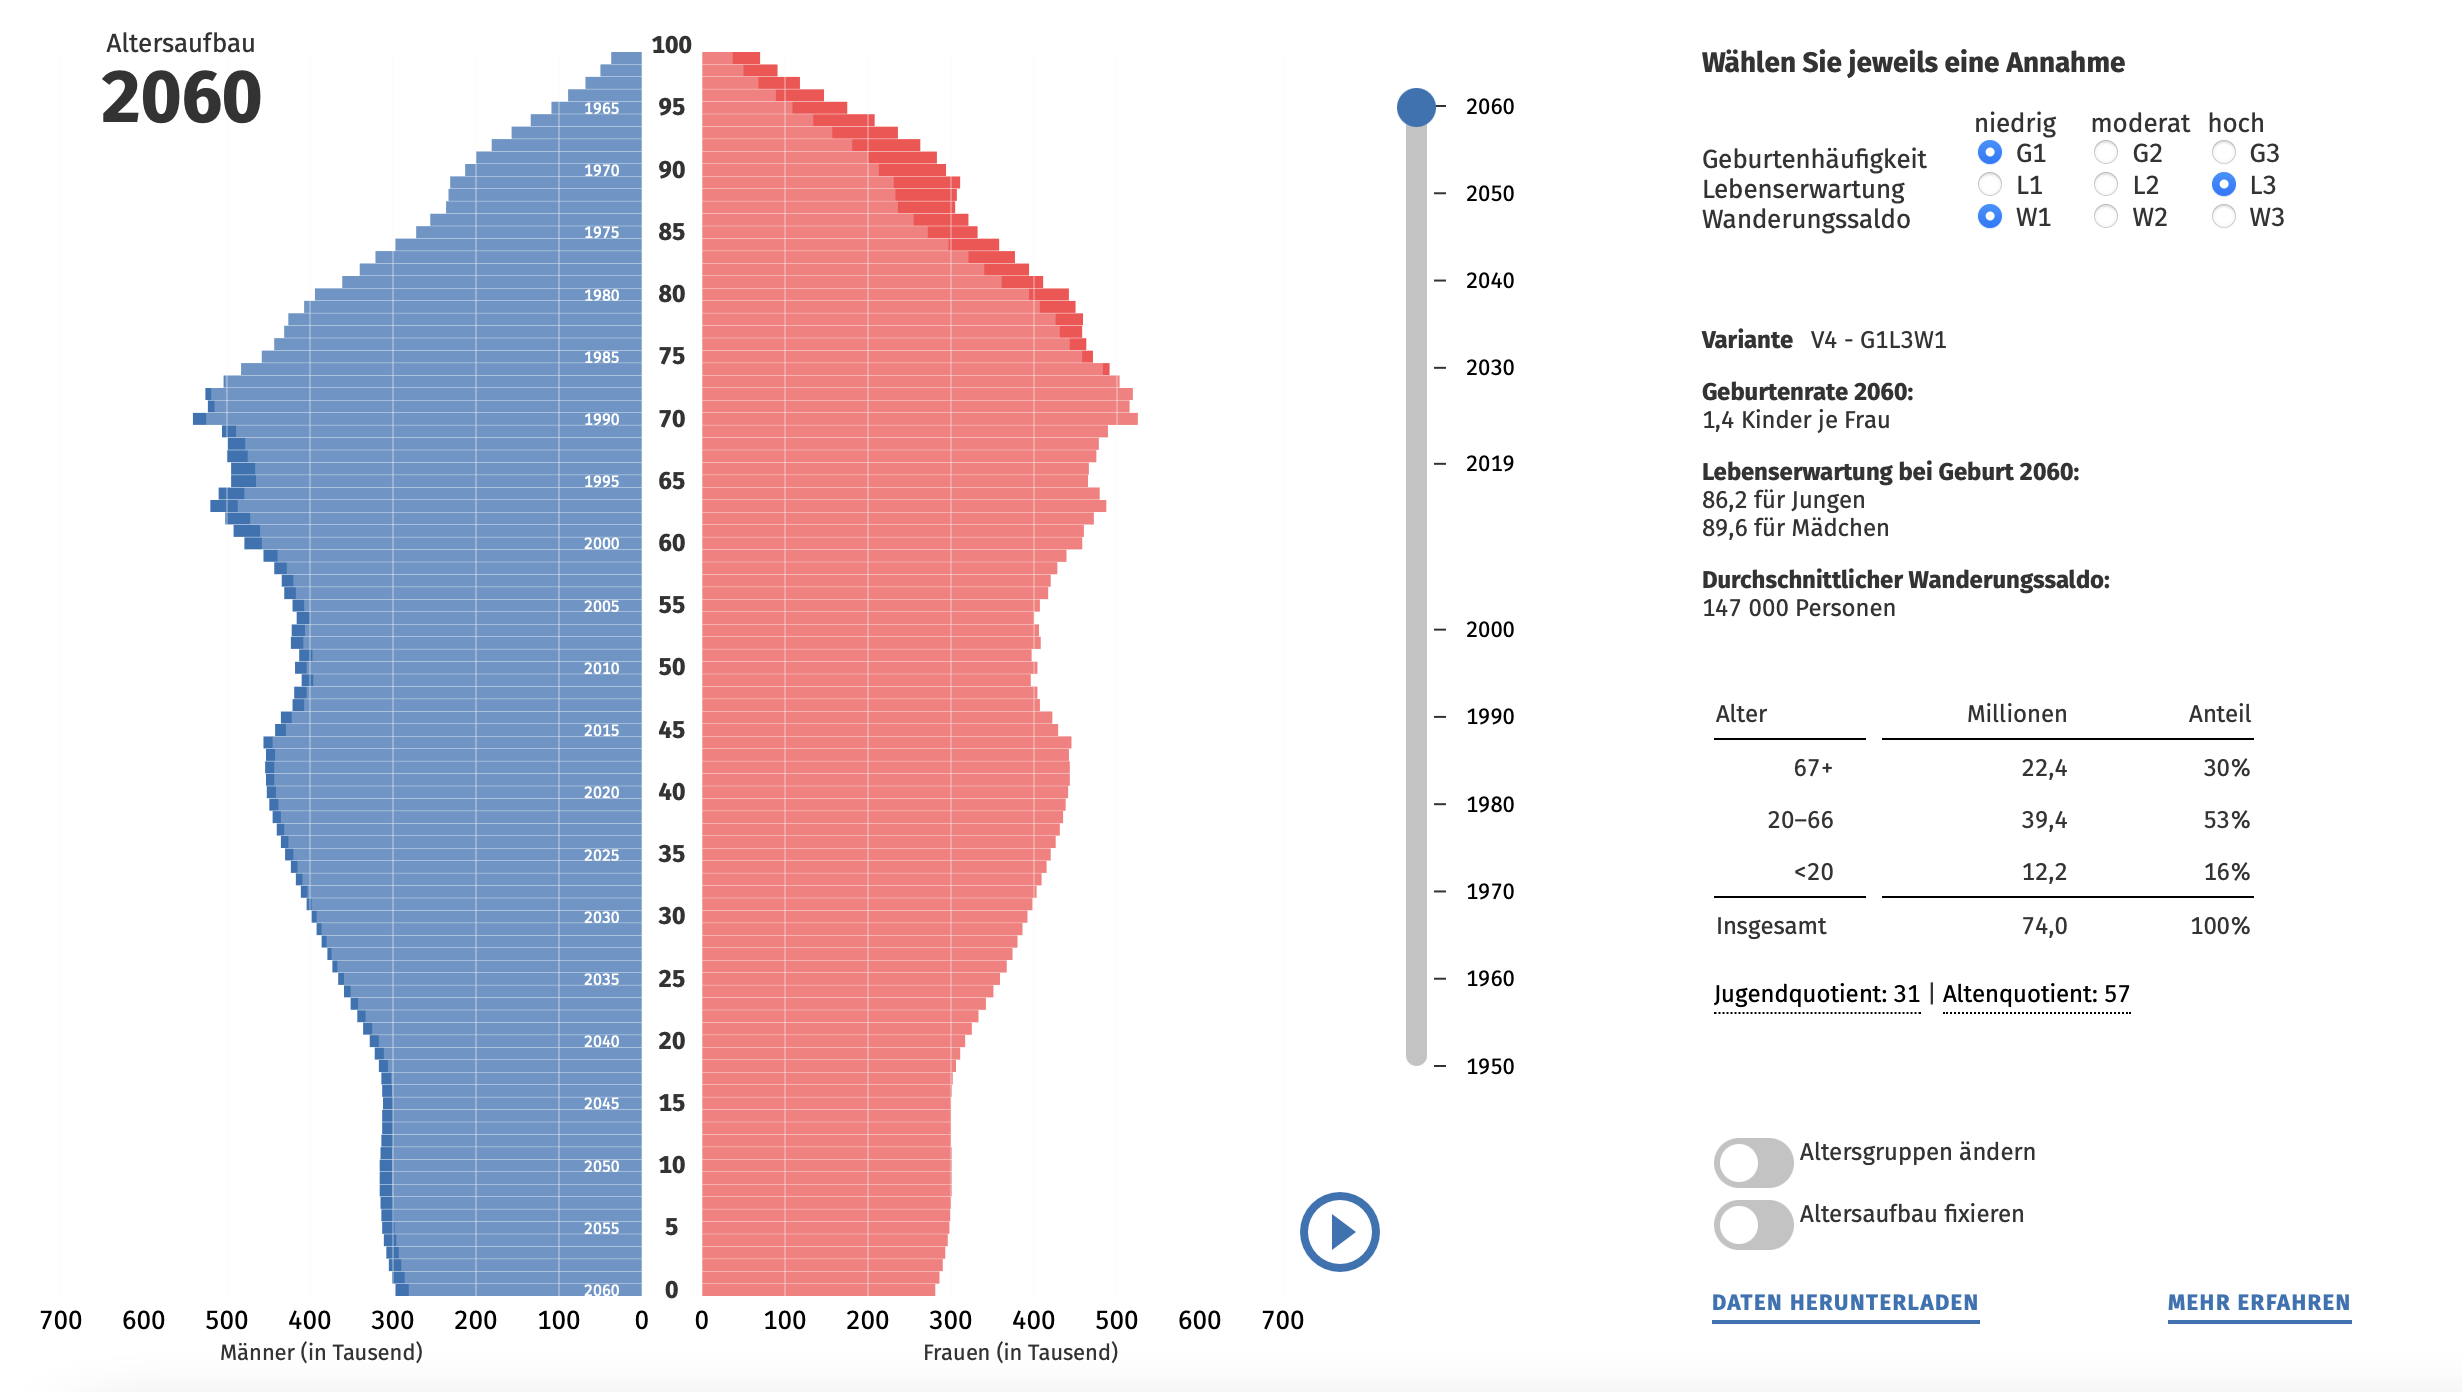 Altersaufbau
2060
100
95
90
85
80
75
70
65
60
55
50
45
40
35
30
25
20
15
10
5
0
1965
1970
1975
1980
1985
1990
1995
2000
2005
2010
2015
2020
2025
2030
2035
2040
2045
2050
2055
2060
700 600 500 400 300 200 100 0
Männer (in Tausend)
0 100 200 300 400 500 600 700
Frauen (in Tausend)
2060
2050
2040
2030
2019
2000
1990
1980
1970
1960
1950
Wählen Sie jeweils eine Annahme
niedrig moderat hoch
Geburtenhäufigkeit G1 G2 G3
Lebenserwartung L1 L2 L3
Wanderungssaldo W1 W2 W3
Variante V4 - G1L3W1
Geburtenrate 2060:
1,4 Kinder je Frau
Lebenserwartung bei Geburt 2060:
86,2 für Jungen
89,6 für Mädchen
Durchschnittlicher Wanderungssaldo:
147 000 Personen
Alter Millionen Anteil
67+ 22,4 30%
20–66 39,4 53%
<20 12,2 16%
Insgesamt 74,0 100%
Jugendquotient: 31 | Altenquotient: 57
Altersgruppen ändern
Altersaufbau fixieren
DATEN HERUNTERLADEN MEHR ERFAHREN